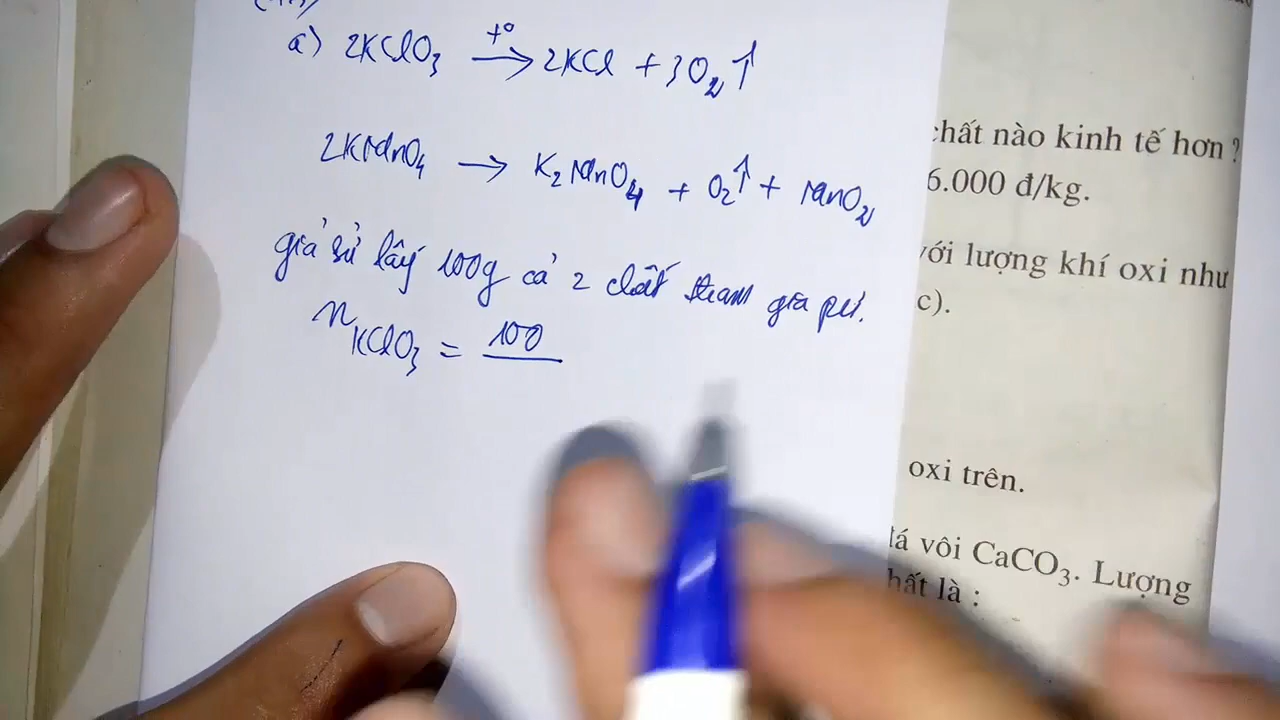 a) 2KClO₃ —t°→ 2KCl + 3O₂↑
2KMnO₄ → K₂MnO₄ + O₂↑ + MnO₂
giả sử lấy 100g cả 2 chất tham gia pứ.
nKClO₃ = 100
chất nào kinh tế hơn ?
6.000 đ/kg.
với lượng khí oxi như
c).
oxi trên.
đá vôi CaCO₃. Lượng
hất là :